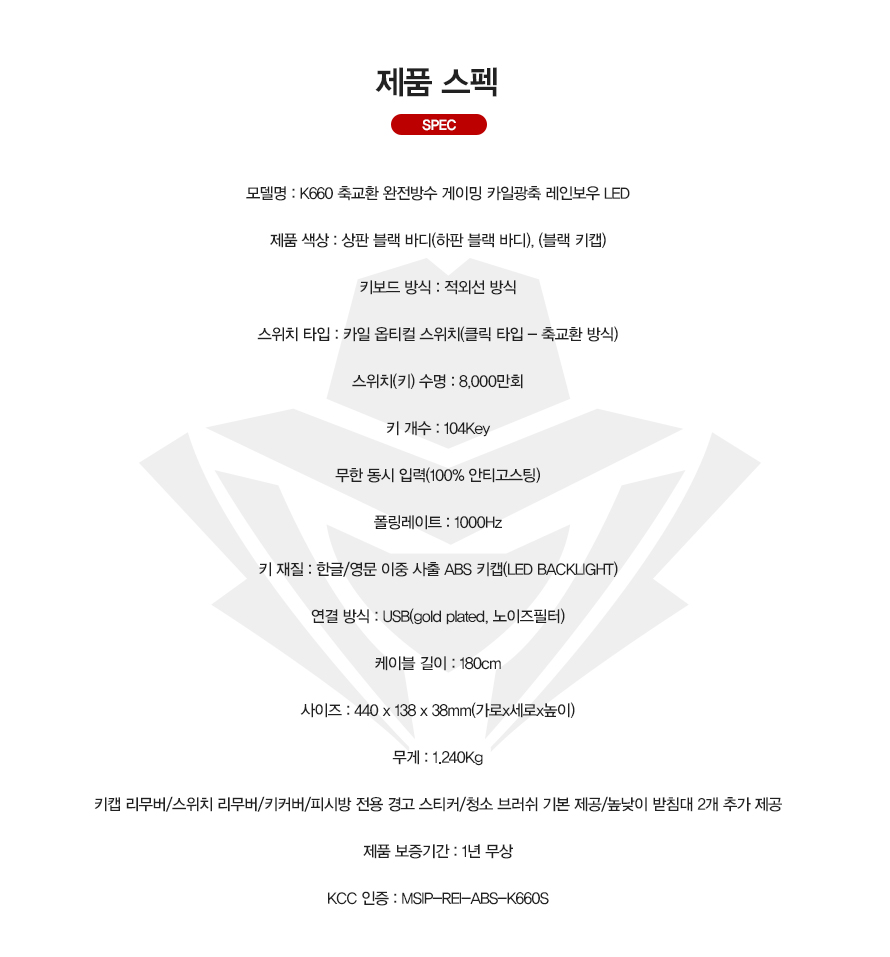 제품 스펙
SPEC
모델명 : K660 축교환 완전방수 게이밍 카일광축 레인보우 LED
제품 색상 : 상판 블랙 바디(하판 블랙 바디), (블랙 키캡)
키보드 방식 : 적외선 방식
스위치 타입 : 카일 옵티컬 스위치(클릭 타입 - 축교환 방식)
스위치(키) 수명 : 8,000만회
키 개수 : 104Key
무한 동시 입력(100% 안티고스팅)
폴링레이트 : 1000Hz
키 재질 : 한글/영문 이중 사출 ABS 키캡(LED BACKLIGHT)
연결 방식 : USB(gold plated, 노이즈필터)
케이블 길이 : 180cm
사이즈 : 440 x 138 x 38mm(가로x세로x높이)
무게 : 1.240Kg
키캡 리무버/스위치 리무버/키커버/피시방 전용 경고 스티커/청소 브러쉬 기본 제공/높낮이 받침대 2개 추가 제공
제품 보증기간 : 1년 무상
KCC 인증 : MSIP-REI-ABS-K660S